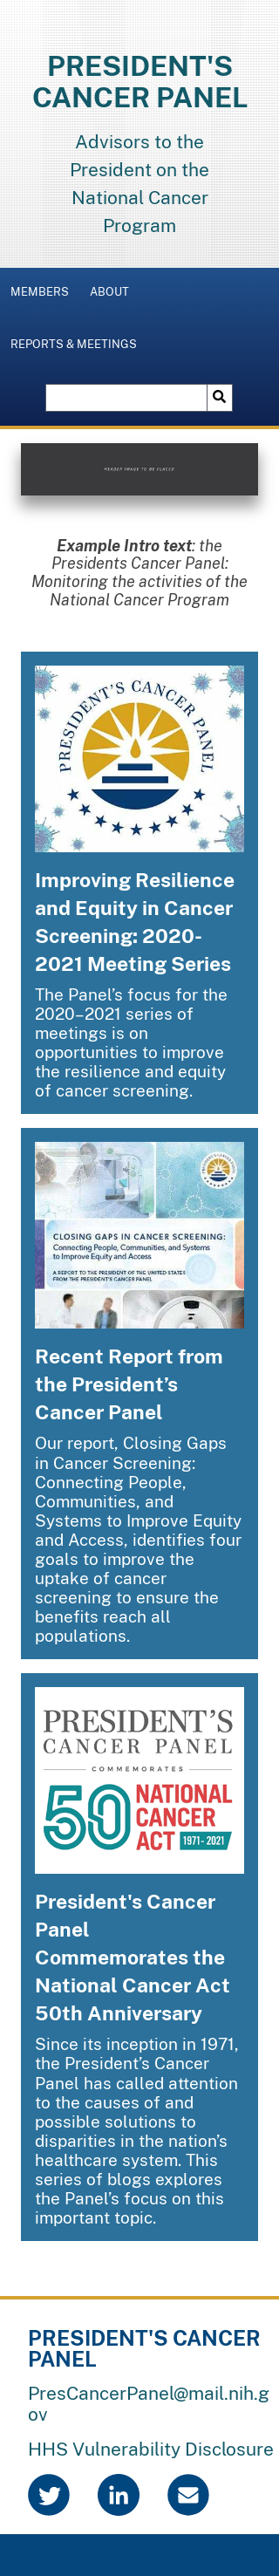 PRESIDENT'S
CANCER PANEL
Advisors to the
President on the
National Cancer
Program
MEMBERS ABOUT
REPORTS & MEETINGS
HEADER IMAGE TO BE PLACED
Example Intro text: the
Presidents Cancer Panel:
Monitoring the activities of the
National Cancer Program
PRESIDENT'S CANCER PANEL
Improving Resilience
and Equity in Cancer
Screening: 2020-
2021 Meeting Series
The Panel’s focus for the
2020–2021 series of
meetings is on
opportunities to improve
the resilience and equity
of cancer screening.
CLOSING GAPS IN CANCER SCREENING:
Connecting People, Communities, and Systems
to Improve Equity and Access
A REPORT TO THE PRESIDENT OF THE UNITED STATES
FROM THE PRESIDENT'S CANCER PANEL
Recent Report from
the President’s
Cancer Panel
Our report, Closing Gaps
in Cancer Screening:
Connecting People,
Communities, and
Systems to Improve Equity
and Access, identifies four
goals to improve the
uptake of cancer
screening to ensure the
benefits reach all
populations.
PRESIDENT'S
CANCER PANEL
COMMEMORATES
50 NATIONAL
CANCER
ACT 1971-2021
President's Cancer
Panel
Commemorates the
National Cancer Act
50th Anniversary
Since its inception in 1971,
the President’s Cancer
Panel has called attention
to the causes of and
possible solutions to
disparities in the nation’s
healthcare system. This
series of blogs explores
the Panel’s focus on this
important topic.
PRESIDENT'S CANCER
PANEL
PresCancerPanel@mail.nih.g
ov
HHS Vulnerability Disclosure
in